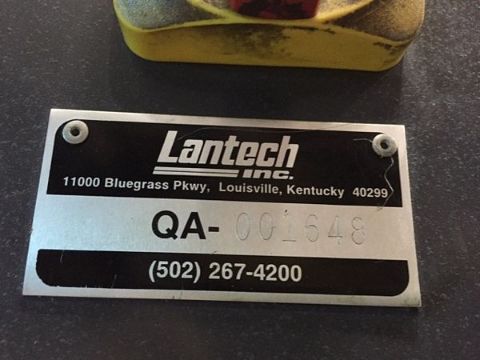 Lantech
INC.
11000 Bluegrass Pkwy, Louisville, Kentucky 40299
QA- 001648
(502) 267-4200